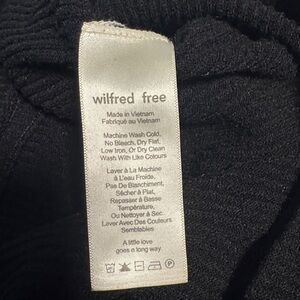 wilfred free
Made in Vietnam
Fabriqué au Vietnam
Machine Wash Cold,
No Bleach, Dry Flat,
Low Iron, Or Dry Clean
Wash With Like Colours
Laver À La Machine
à L'eau Froide,
Pas De Blanchiment,
Sécher à Plat,
Repasser à Basse
Température,
Ou Nettoyer à Sec
Laver Avec Des Couleurs
Semblables
A little love
goes a long way